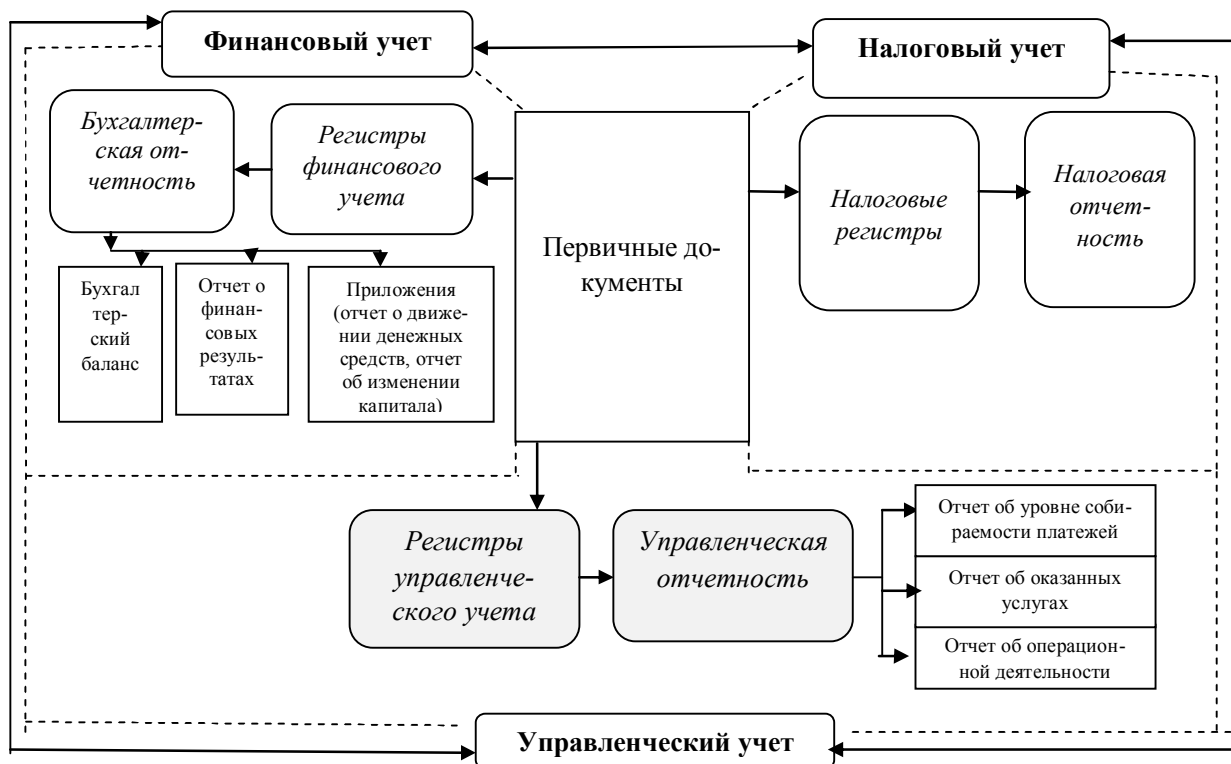 Финансовый учет
Налоговый учет
Бухгалтер-
ская от-
четность
Регистры
финансового
учета
Первичные до-
кументы
Налоговые
регистры
Налоговая
отчет-
ность
Бухгал
тер-
ский
баланс
Отчет о
финан-
совых
резуль-
татах
Приложения
(отчет о движе-
нии денежных
средств, отчет
об изменении
капитала)
Регистры
управленче-
ского учета
Управленческая
отчетность
Отчет об уровне соби-
раемости платежей
Отчет об оказанных
услугах
Отчет об операцион-
ной деятельности
Управленческий учет